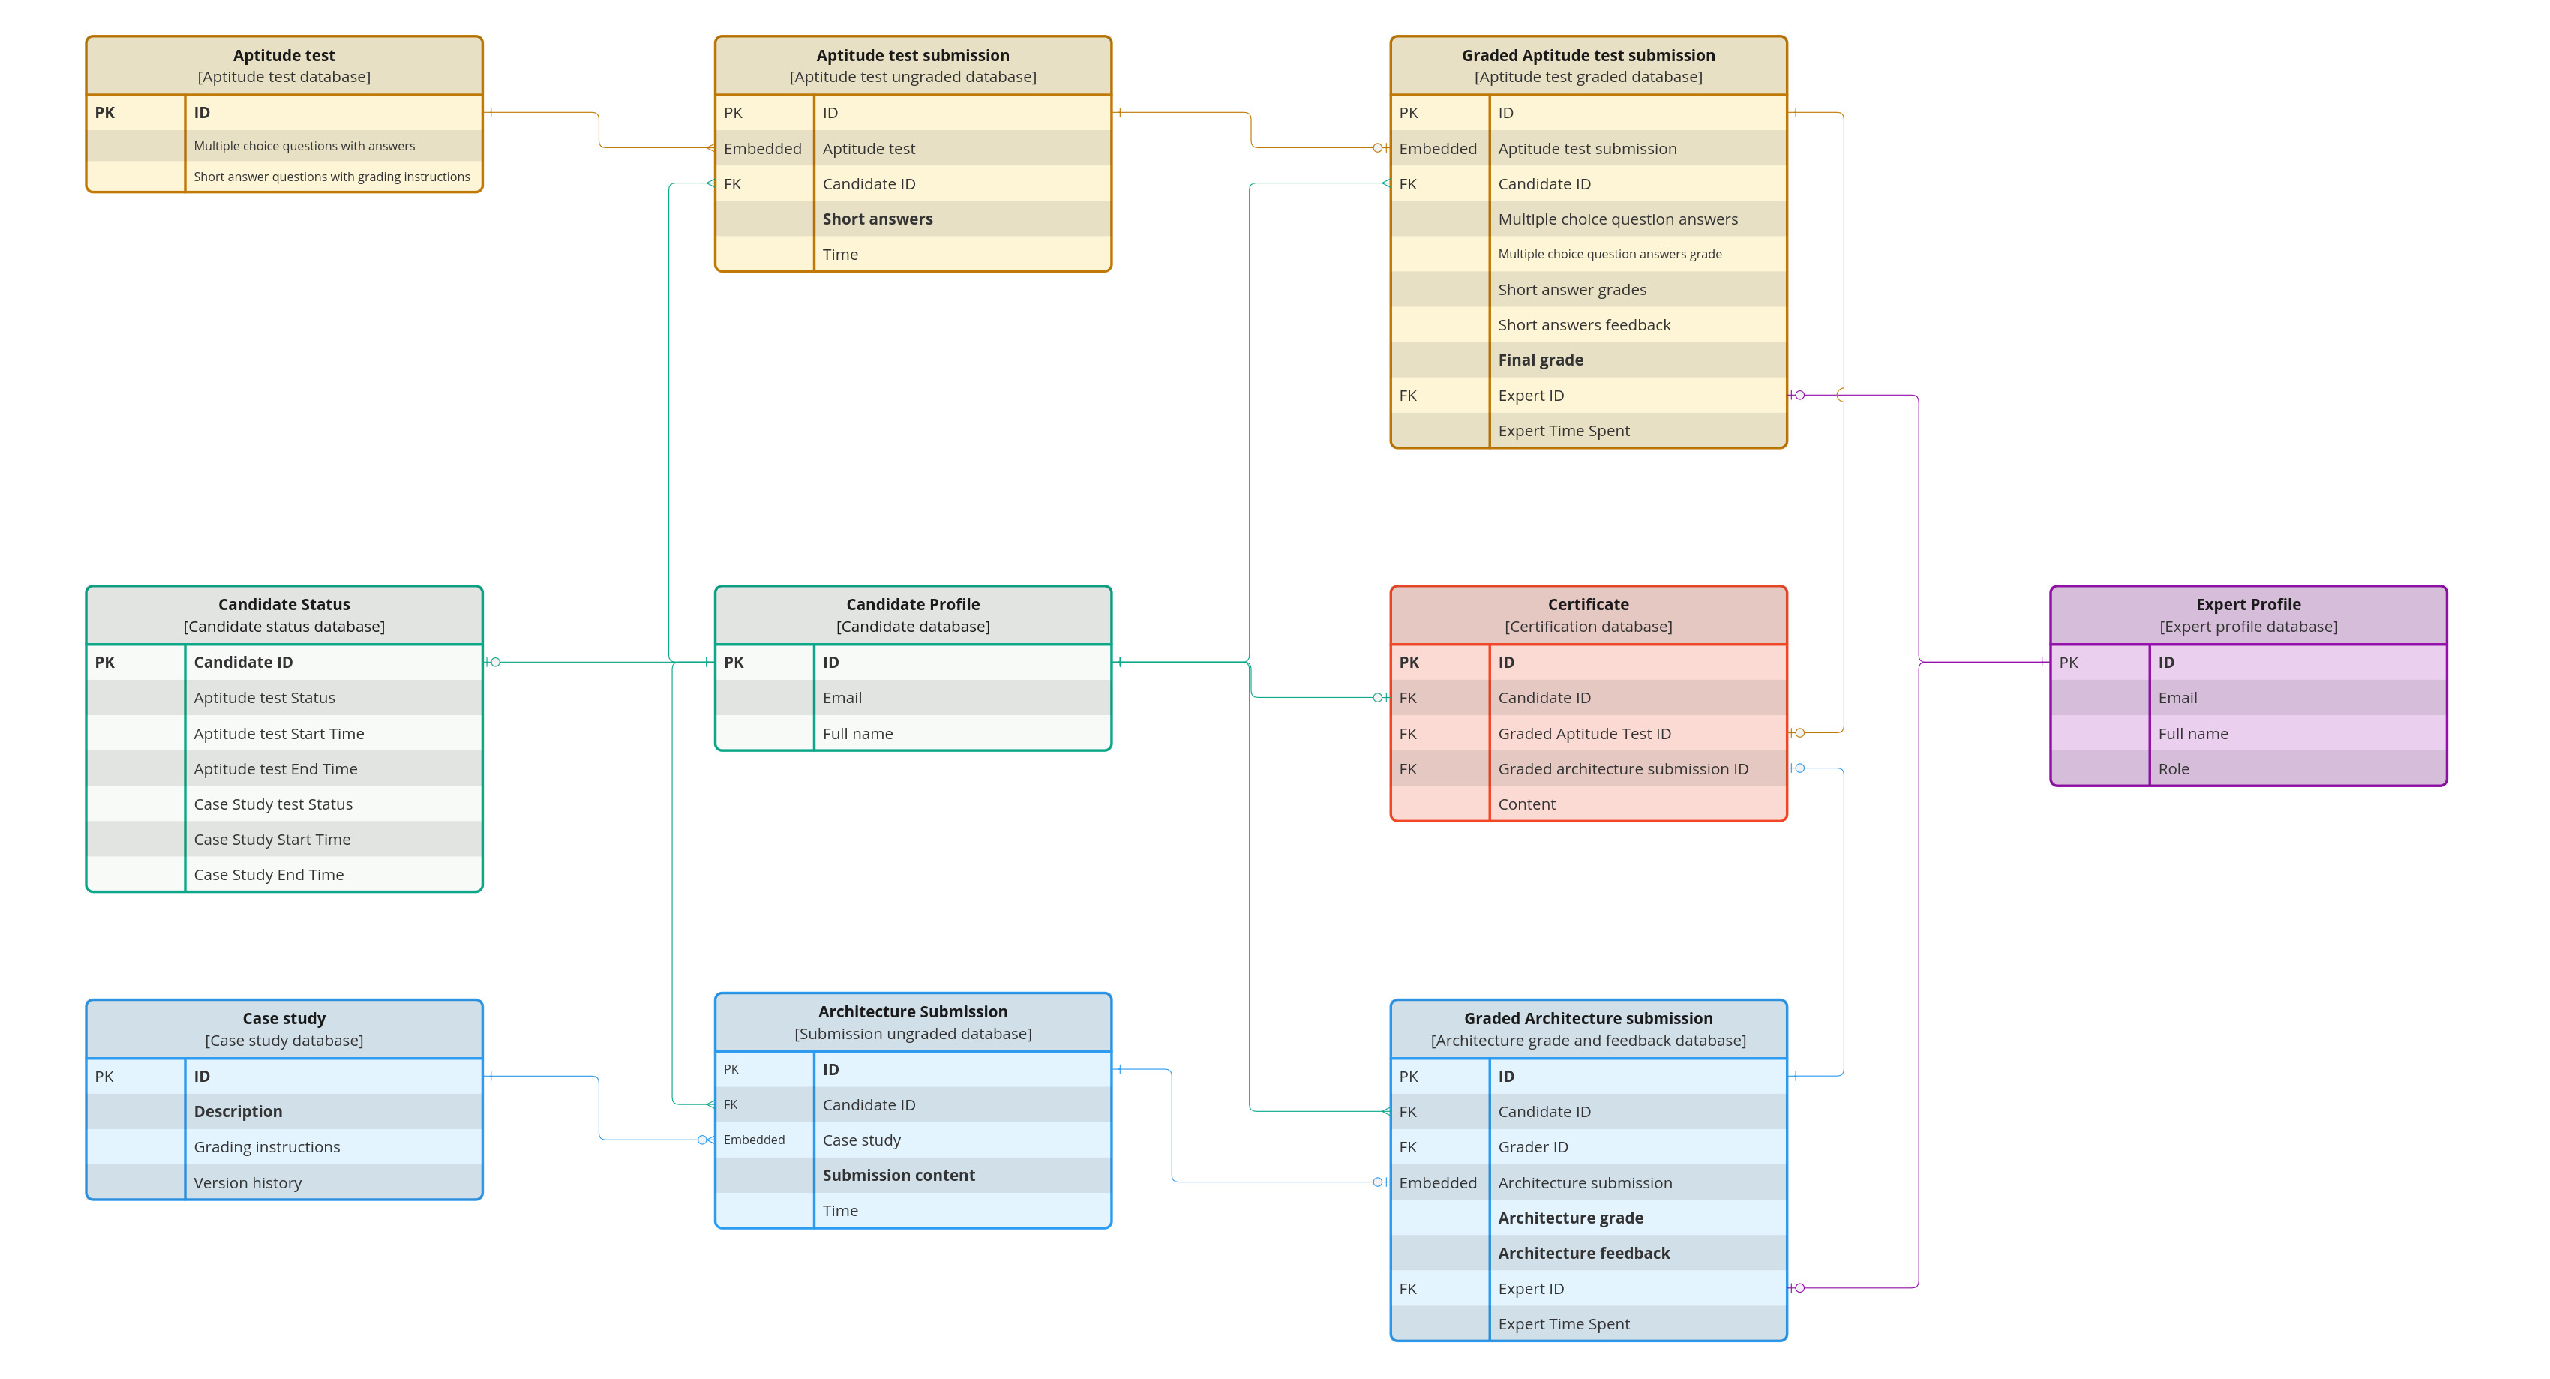 Aptitude test
[Aptitude test database]
PK ID
Multiple choice questions with answers
Short answer questions with grading instructions
Aptitude test submission
[Aptitude test ungraded database]
PK ID
Embedded Aptitude test
FK Candidate ID
Short answers
Time
Graded Aptitude test submission
[Aptitude test graded database]
PK ID
Embedded Aptitude test submission
FK Candidate ID
Multiple choice question answers
Multiple choice question answers grade
Short answer grades
Short answers feedback
Final grade
FK Expert ID
Expert Time Spent
Candidate Status
[Candidate status database]
PK Candidate ID
Aptitude test Status
Aptitude test Start Time
Aptitude test End Time
Case Study test Status
Case Study Start Time
Case Study End Time
Candidate Profile
[Candidate database]
PK ID
Email
Full name
Certificate
[Certification database]
PK ID
FK Candidate ID
FK Graded Aptitude Test ID
FK Graded architecture submission ID
Content
Expert Profile
[Expert profile database]
PK ID
Email
Full name
Role
Case study
[Case study database]
PK ID
Description
Grading instructions
Version history
Architecture Submission
[Submission ungraded database]
PK ID
FK Candidate ID
Embedded Case study
Submission content
Time
Graded Architecture submission
[Architecture grade and feedback database]
PK ID
FK Candidate ID
FK Grader ID
Embedded Architecture submission
Architecture grade
Architecture feedback
FK Expert ID
Expert Time Spent